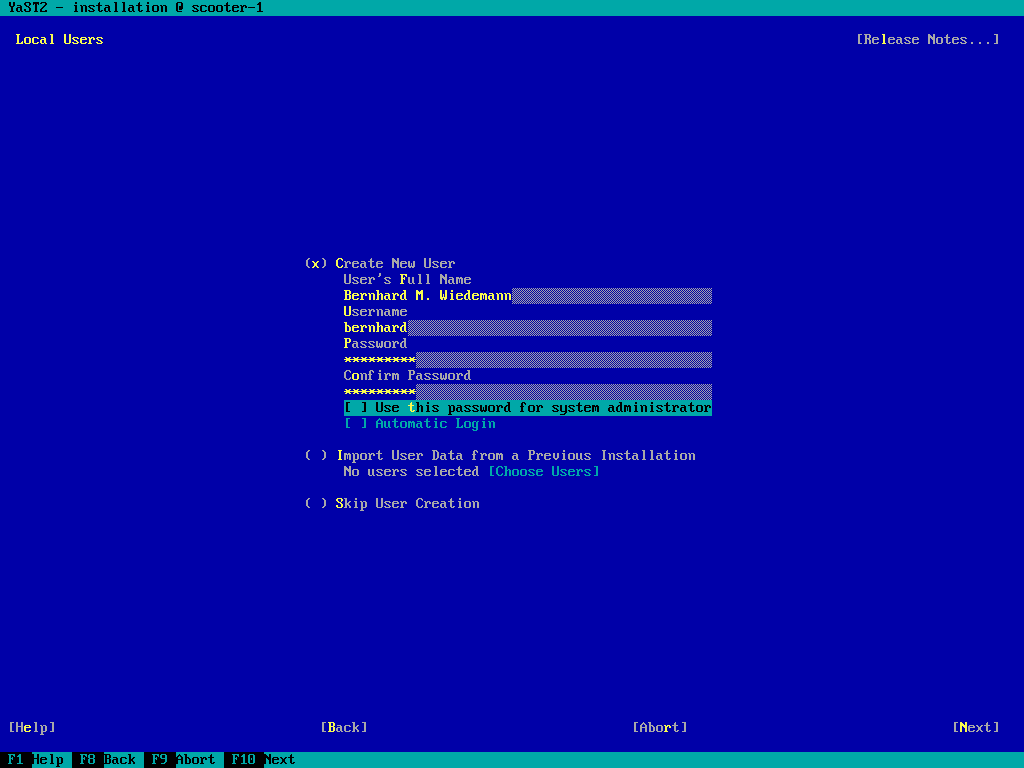 YaST2 - installation @ scooter-1
Local Users [Release Notes...]
(x) Create New User
User's Full Name
Bernhard M. Wiedemann
Username
bernhard
Password
*********
Confirm Password
*********
[ ] Use this password for system administrator
[ ] Automatic Login
( ) Import User Data from a Previous Installation
No users selected [Choose Users]
( ) Skip User Creation
[Help] [Back] [Abort] [Next]
F1 Help F8 Back F9 Abort F10 Next